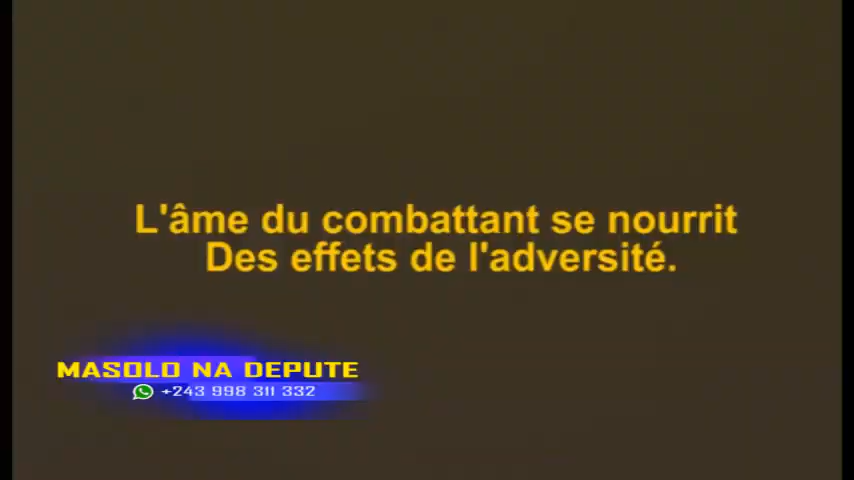 L'âme du combattant se nourrit
Des effets de l'adversité.
MASOLO NA DEPUTE
+243 998 311 332